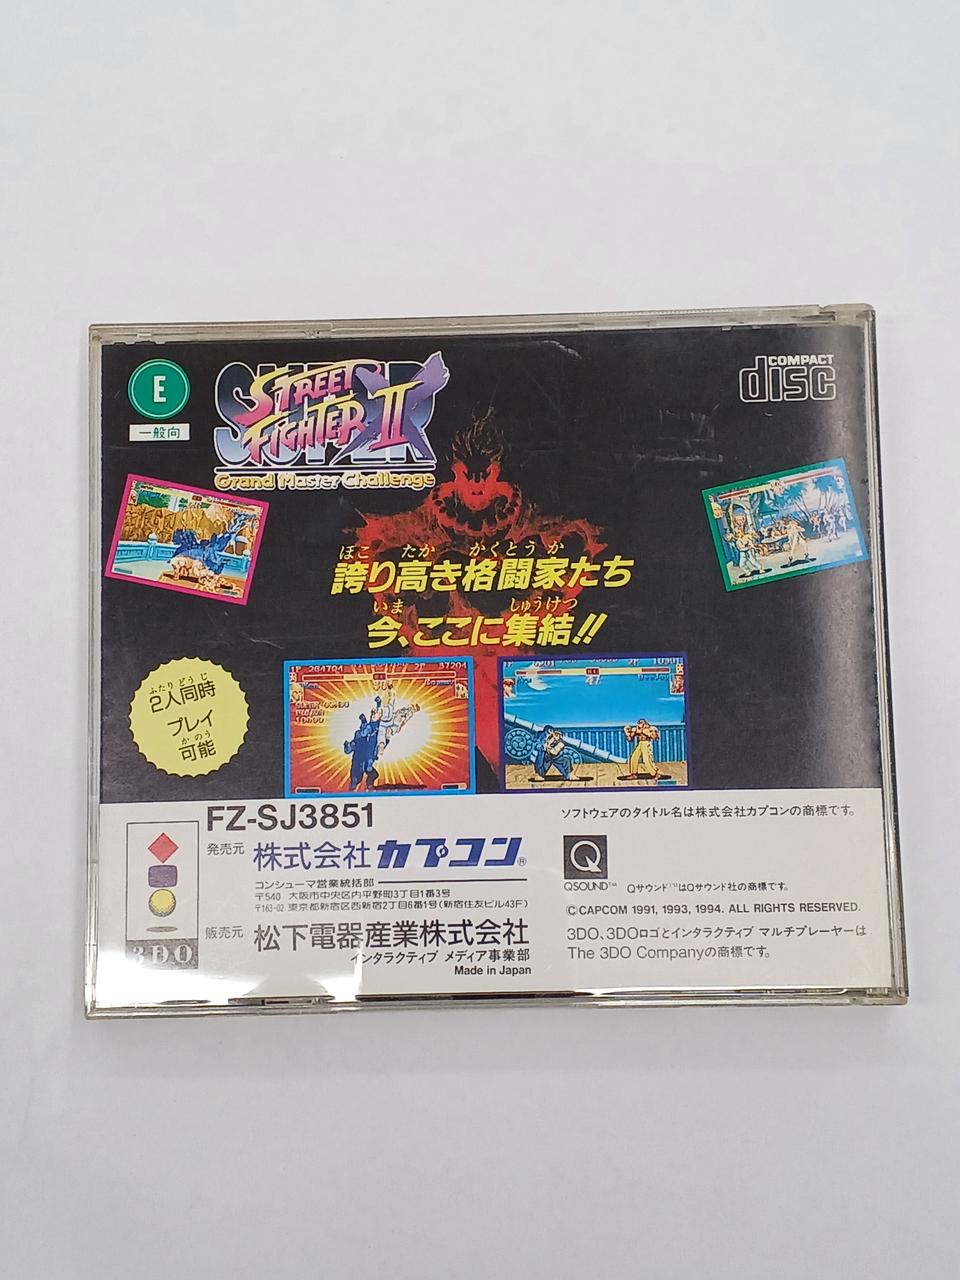 E
一般向
SUPER
STREET
FIGHTER II X
Grand Master Challenge
COMPACT
disc
ほこ たか かくとう か
誇り高き格闘家たち
いま しゅうけつ
今、ここに集結!!
1P 264704 2P 37204
47
ふたり どうじ
2人同時
プレイ
かのう
可能
FZ-SJ3851
発売元 株式会社カプコン®
コンシューマ営業統括部
〒540 大阪市中央区内平野町3丁目1番3号
〒163-02 東京都新宿区西新宿2丁目6番1号(新宿住友ビル43F)
販売元 松下電器産業株式会社
インタラクティブ メディア事業部
Made in Japan
3DO
ソフトウェアのタイトル名は株式会社カプコンの商標です。
Q
QSOUND™ Qサウンド™はQサウンド社の商標です。
©CAPCOM 1991, 1993, 1994. ALL RIGHTS RESERVED.
3DO、3DOロゴとインタラクティブ マルチプレーヤーは
The 3DO Companyの商標です。